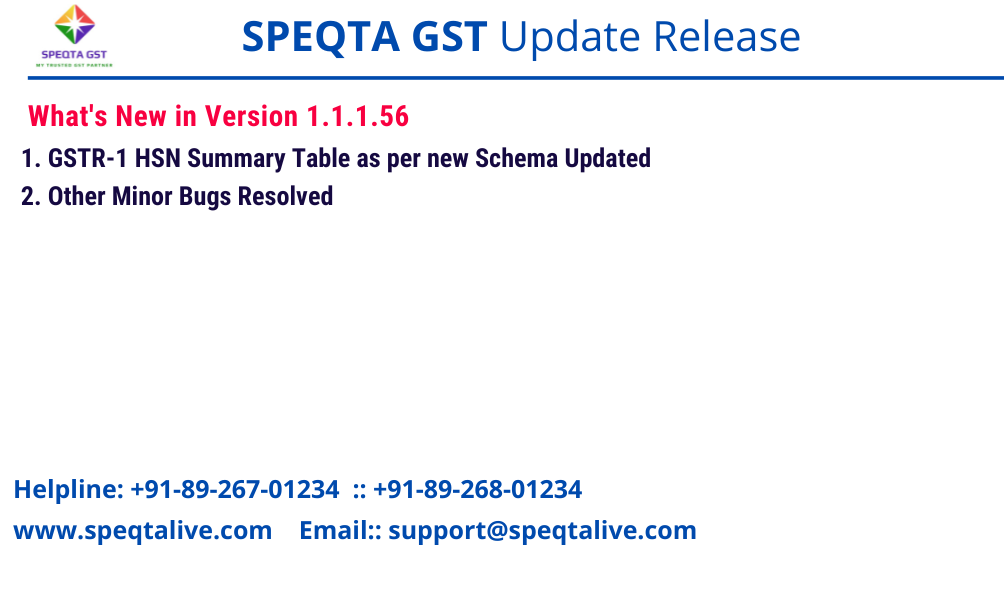 SPEQTA GST
MY TRUSTED GST PARTNER
SPEQTA GST Update Release
What's New in Version 1.1.1.56
1. GSTR-1 HSN Summary Table as per new Schema Updated
2. Other Minor Bugs Resolved
Helpline: +91-89-267-01234 :: +91-89-268-01234
www.speqtalive.com Email:: support@speqtalive.com